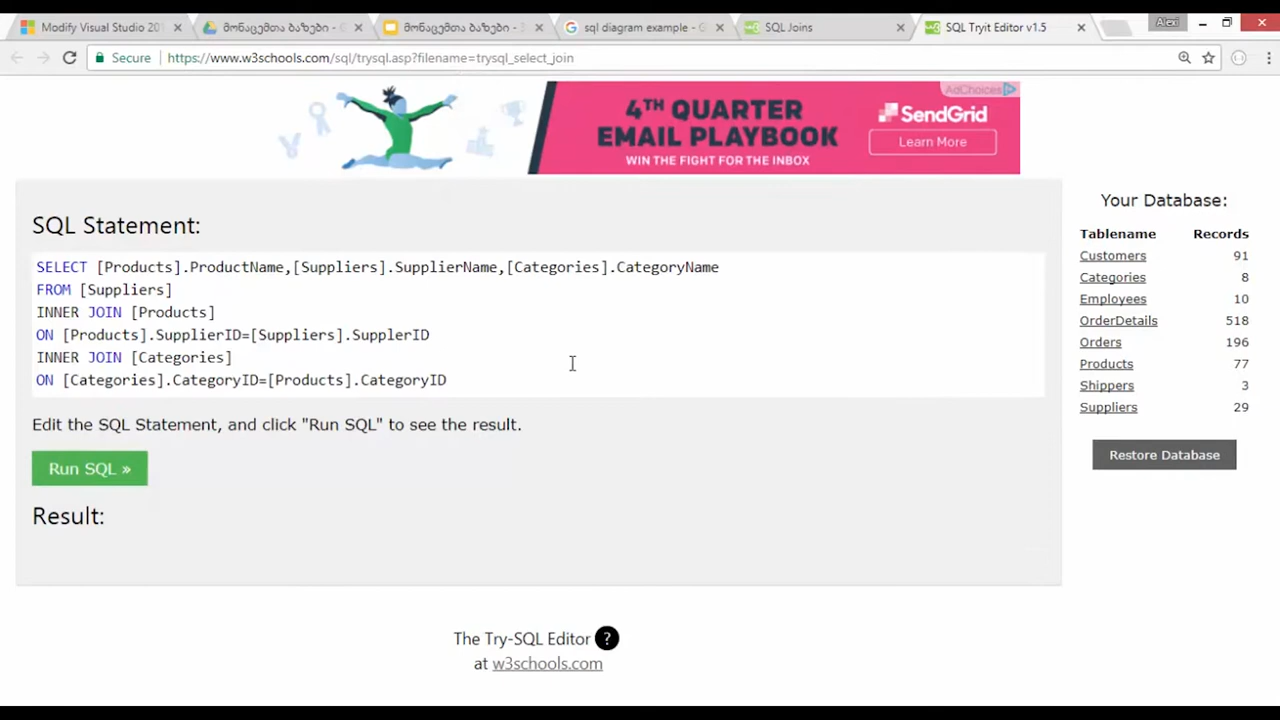 Modify Visual Studio 201
მონაცემთა ბაზები - G
მონაცემთა ბაზები - 3
sql diagram example - G
SQL Joins
SQL Tryit Editor v1.5
Alexi
Secure
https://www.w3schools.com/sql/trysql.asp?filename=trysql_select_join
4TH QUARTER
EMAIL PLAYBOOK
WIN THE FIGHT FOR THE INBOX
AdChoices
SendGrid
Learn More
SQL Statement:
SELECT [Products].ProductName,[Suppliers].SupplierName,[Categories].CategoryName
FROM [Suppliers]
INNER JOIN [Products]
ON [Products].SupplierID=[Suppliers].SupplerID
INNER JOIN [Categories]
ON [Categories].CategoryID=[Products].CategoryID
Edit the SQL Statement, and click "Run SQL" to see the result.
Run SQL »
Result:
Your Database:
Tablename Records
Customers 91
Categories 8
Employees 10
OrderDetails 518
Orders 196
Products 77
Shippers 3
Suppliers 29
Restore Database
The Try-SQL Editor ?
at w3schools.com